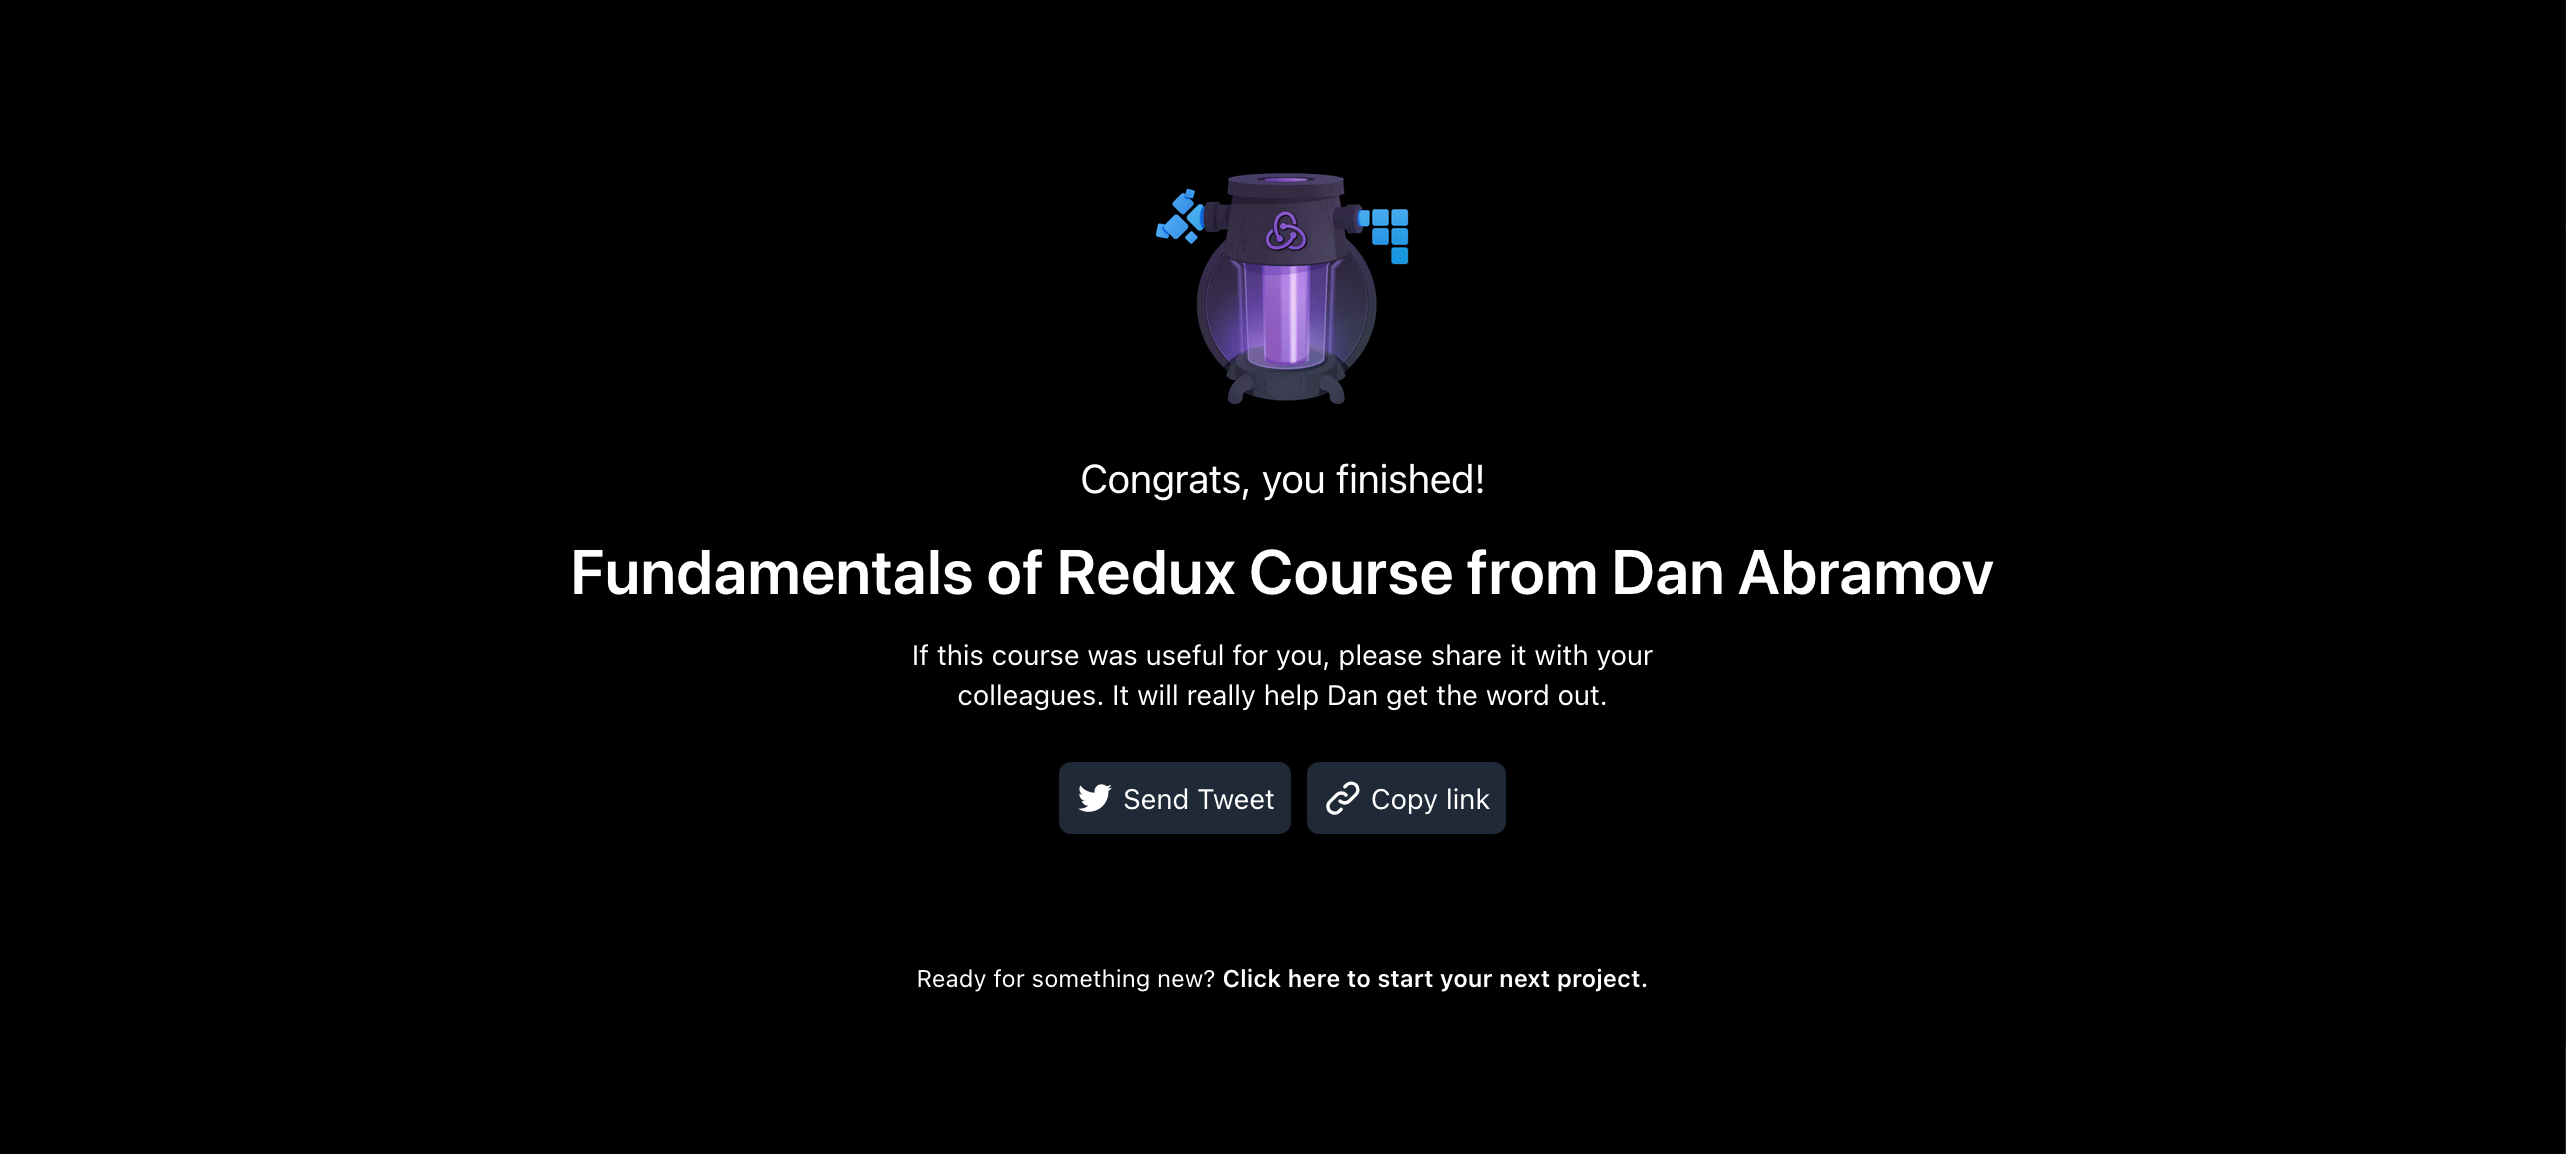 Congrats, you finished!
Fundamentals of Redux Course from Dan Abramov
If this course was useful for you, please share it with your
colleagues. It will really help Dan get the word out.
Send Tweet
Copy link
Ready for something new? Click here to start your next project.